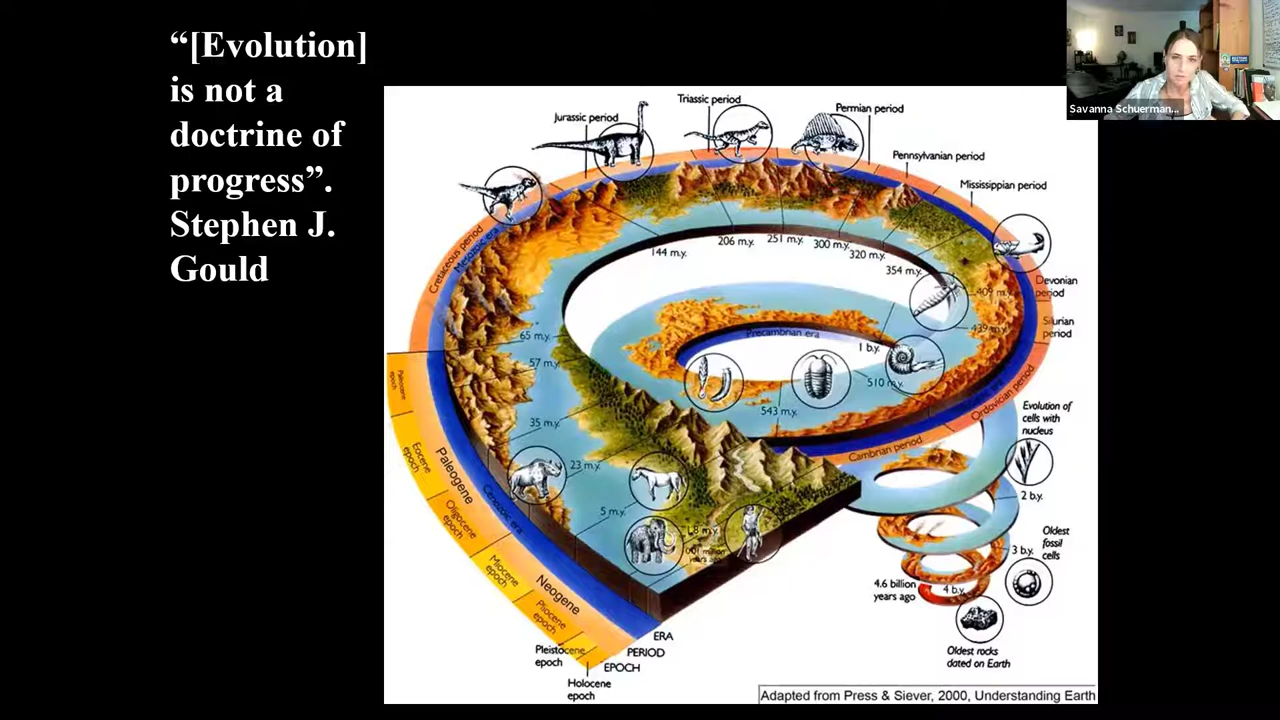 “[Evolution]
is not a
doctrine of
progress”.
Stephen J.
Gould
Savanna Schuerman...
Jurassic period
Triassic period
Permian period
Pennsylvanian period
Mississippian period
Devonian
period
Silurian
period
Ordovician period
Cambrian period
Cretaceous period
Mesozoic era
144 m.y.
206 m.y.
251 m.y.
300 m.y.
320 m.y.
354 m.y.
409 m.y.
439 m.y.
510 m.y.
543 m.y.
1 b.y.
Precambrian era
65 m.y.
57 m.y.
35 m.y.
23 m.y.
5 m.y.
1.8 m.y.
Paleocene
epoch
Eocene
epoch
Oligocene
epoch
Miocene
epoch
Pliocene
epoch
Pleistocene
epoch
Holocene
epoch
Paleogene
Neogene
Cenozoic era
ERA
PERIOD
EPOCH
Evolution of
cells with
nucleus
2 b.y.
Oldest
fossil
cells
3 b.y.
4 b.y.
4.6 billion
years ago
Oldest rocks
dated on Earth
Adapted from Press & Siever, 2000, Understanding Earth